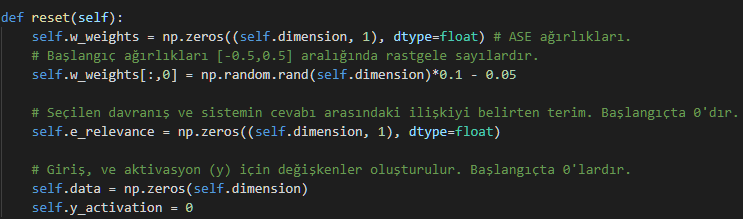 def reset(self):
    self.w_weights = np.zeros((self.dimension, 1), dtype=float) # ASE ağırlıkları.
    # Başlangıç ağırlıkları [-0.5,0.5] aralığında rastgele sayılardır.
    self.w_weights[:,0] = np.random.rand(self.dimension)*0.1 - 0.05
    # Seçilen davranış ve sistemin cevabı arasındaki ilişkiyi belirten terim. Başlangıçta 0'dır.
    self.e_relevance = np.zeros((self.dimension, 1), dtype=float)
    # Giriş, ve aktivasyon (y) için değişkenler oluşturulur. Başlangıçta 0'lardır.
    self.data = np.zeros(self.dimension)
    self.y_activation = 0